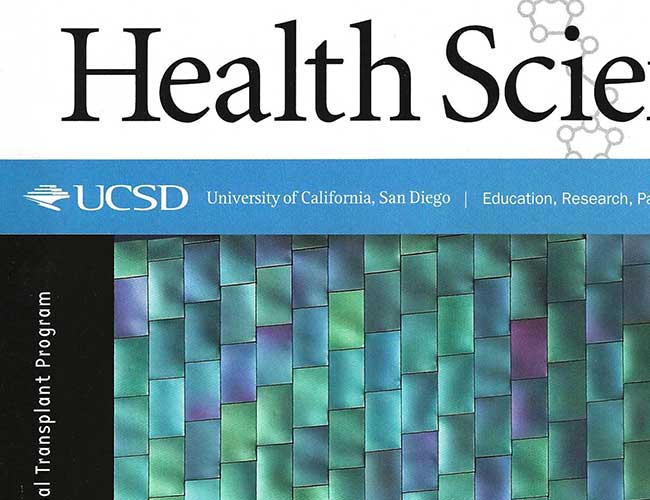 Health Scie
UCSD University of California, San Diego | Education, Research, Pa
al Transplant Program